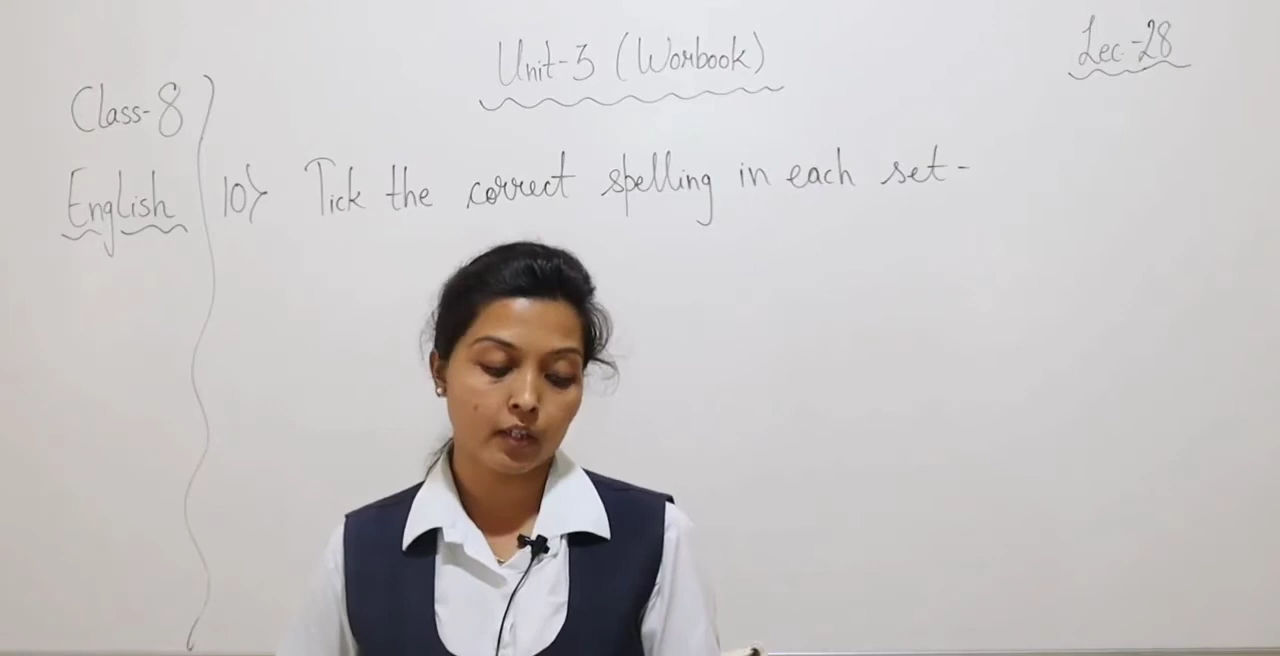 Unit-3 (Worbook)
Lec-28
Class-8
English
10) Tick the correct spelling in each set-